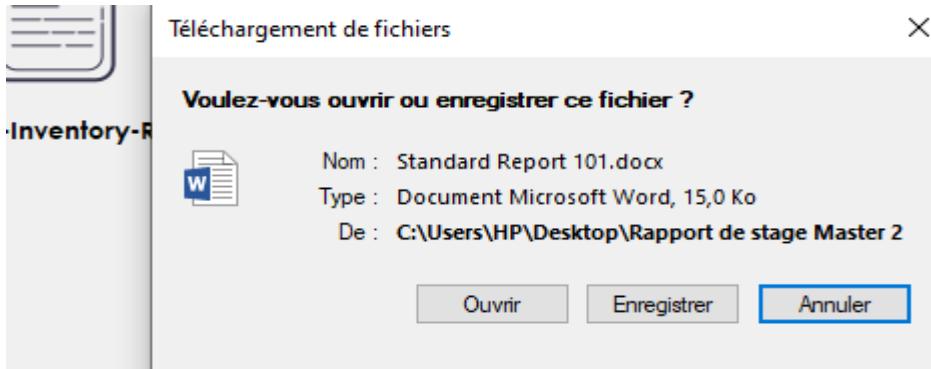 Téléchargement de fichiers
Voulez-vous ouvrir ou enregistrer ce fichier ?
-Inventory-R
Nom : Standard Report 101.docx
Type : Document Microsoft Word, 15,0 Ko
De : C:\Users\HP\Desktop\Rapport de stage Master 2
Ouvrir Enregistrer Annuler